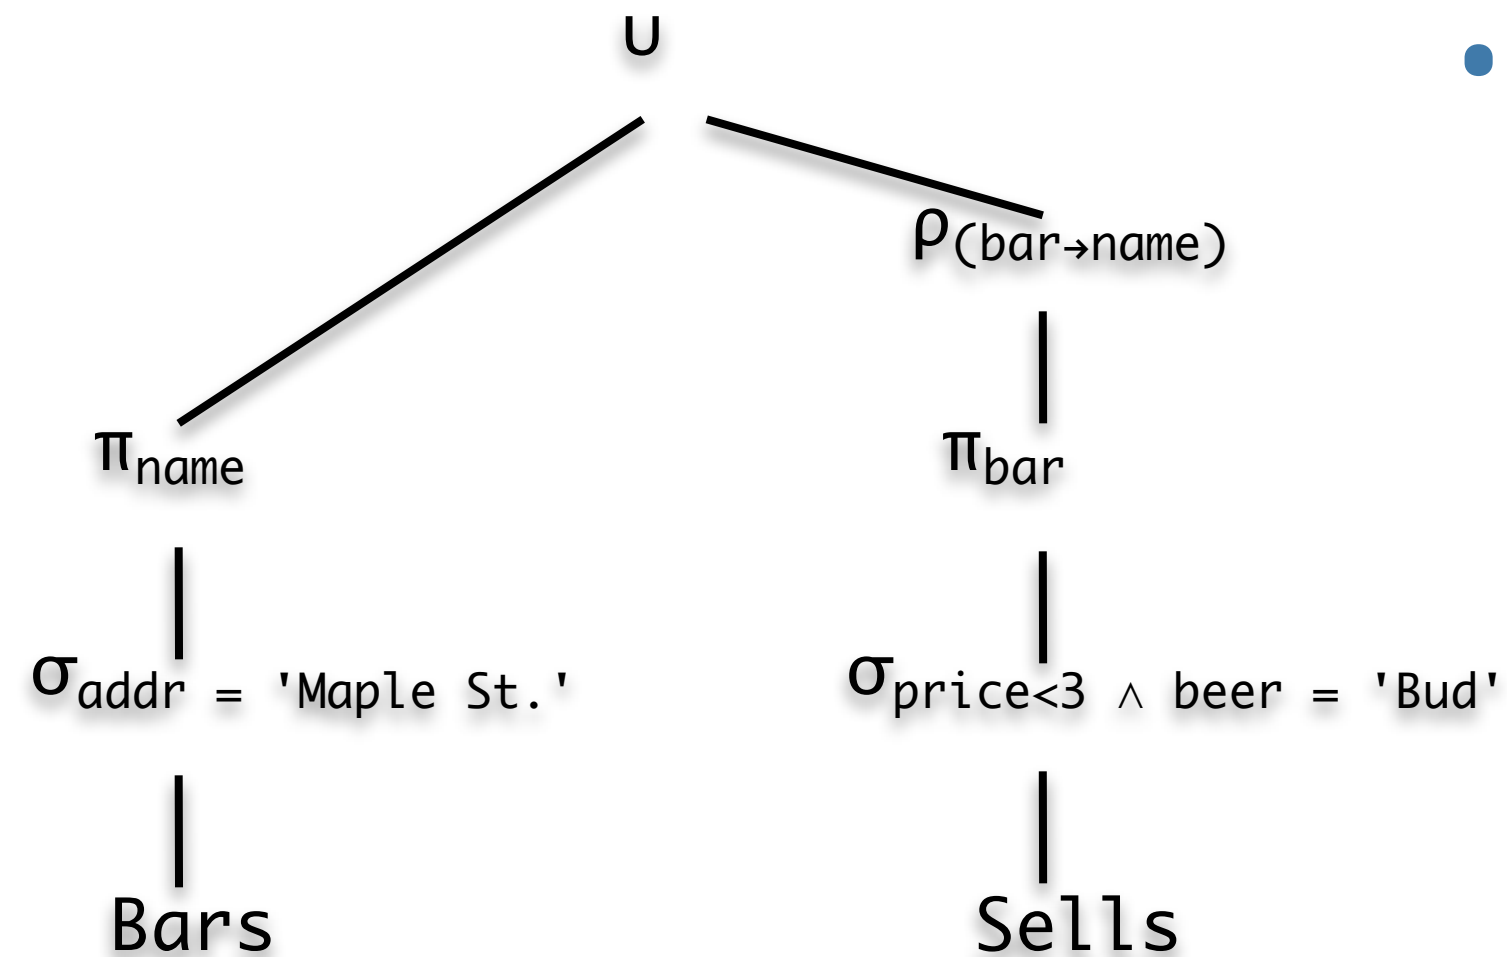 ∪
ρ(bar→name)
πname
πbar
σaddr = 'Maple St.'
σprice<3 ∧ beer = 'Bud'
Bars
Sells